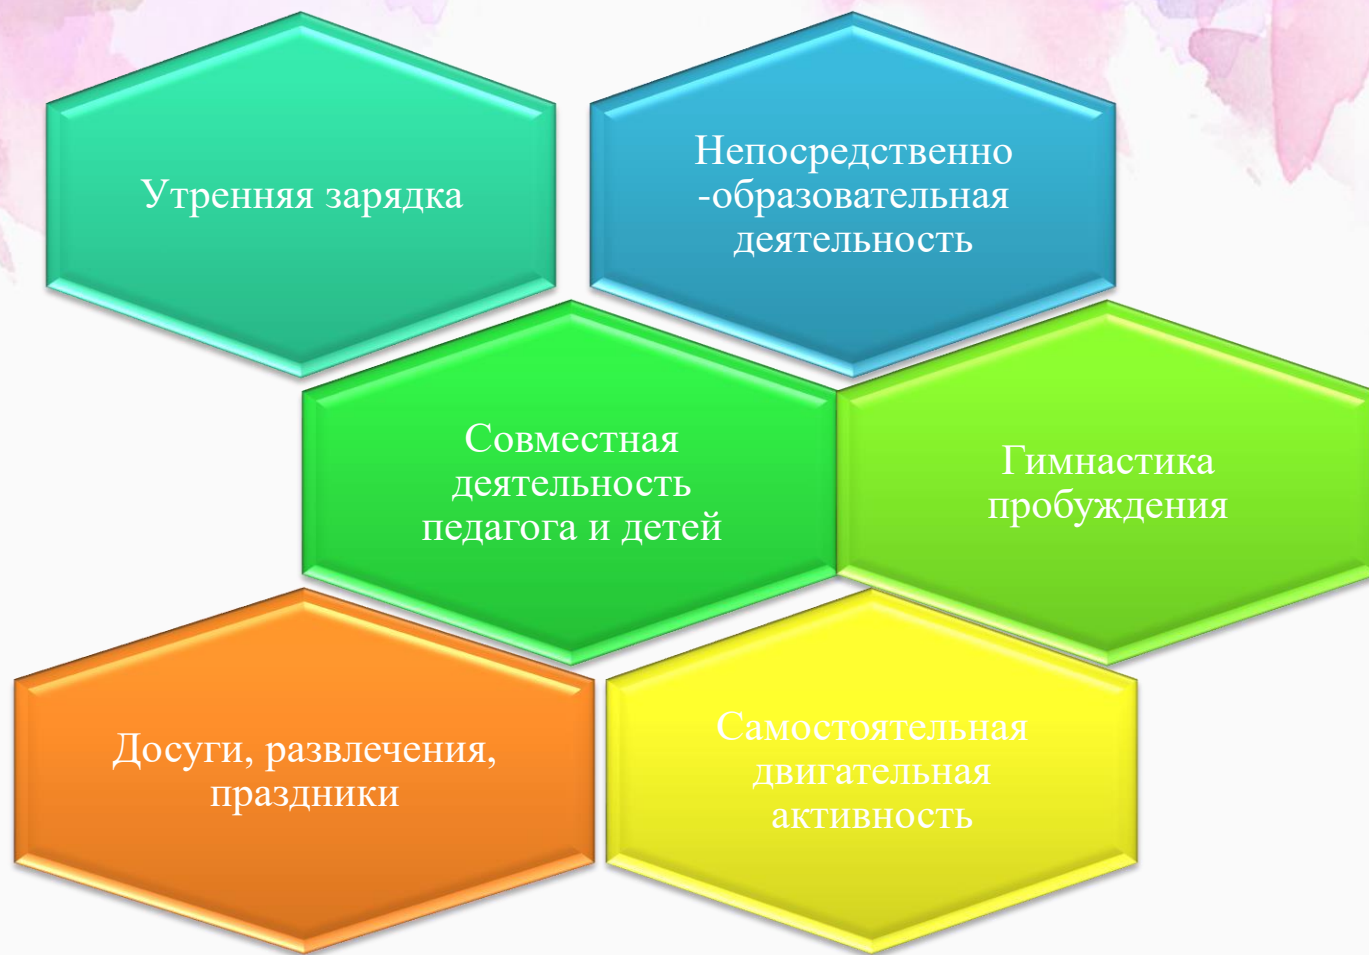 Утренняя зарядка
Непосредственно
-образовательная
деятельность
Совместная
деятельность
педагога и детей
Гимнастика
пробуждения
Досуги, развлечения,
праздники
Самостоятельная
двигательная
активность